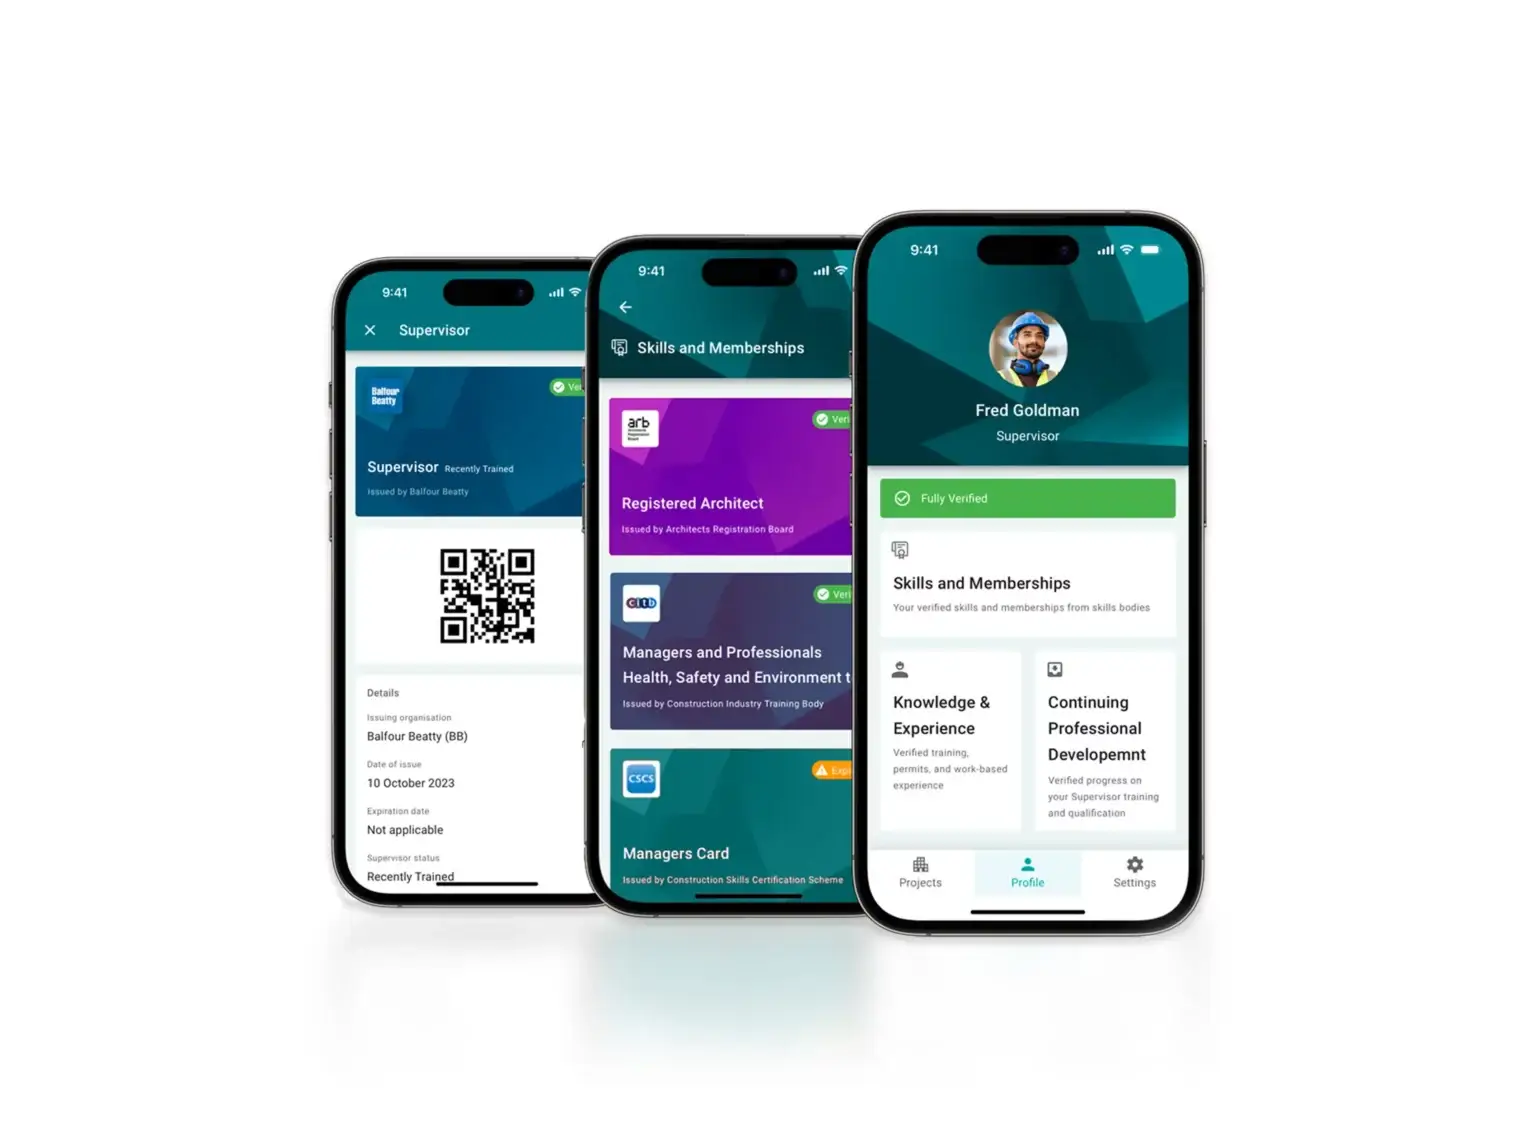 9:41
Supervisor
Balfour
Beatty
Supervisor Recently Trained
Issued by Balfour Beatty
Details
Issuing organisation
Balfour Beatty (BB)
Date of issue
10 October 2023
Expiration date
Not applicable
Supervisor status
Recently Trained
9:41
Skills and Memberships
arb
Registered Architect
Issued by Architects Registration Board
citb
Managers and Professionals
Health, Safety and Environment t
Issued by Construction Industry Training Body
CSCS
Managers Card
Issued by Construction Skills Certification Scheme
9:41
Fred Goldman
Supervisor
Fully Verified
Skills and Memberships
Your verified skills and memberships from skills bodies
Knowledge &
Experience
Verified training,
permits, and work-based
experience
Continuing
Professional
Developemnt
Verified progress on
your Supervisor training
and qualification
Projects
Profile
Settings